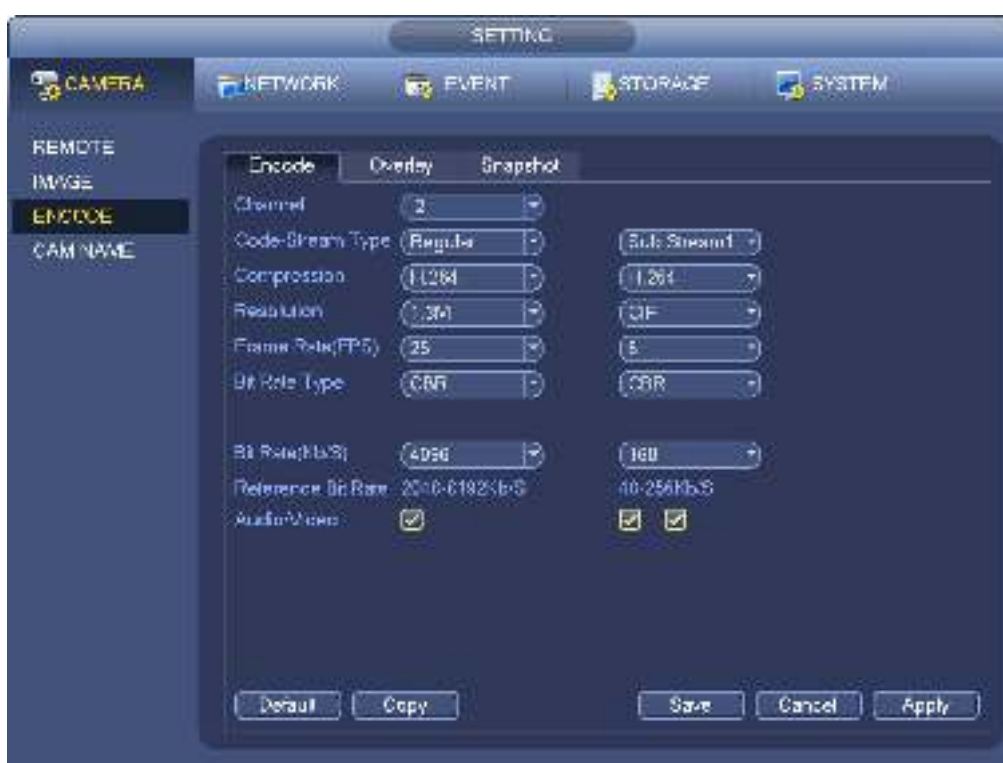 SETTING
CAMERA NETWORK EVENT STORAGE SYSTEM
REMOTE
IMAGE
ENCODE
CAM NAME
Encode Overlay Snapshot
Channel 2
Code-Stream Type Regular Sub Stream1
Compression H.264 H.264
Resolution 1.3M CIF
Frame Rate(FPS) 25
Bit Rate Type CBR CBR
Bit Rate(Kb/S) 4096 160
Reference Bit Rate 40-256Kb/S
Audio/Video
Default Copy Save Cancel Apply